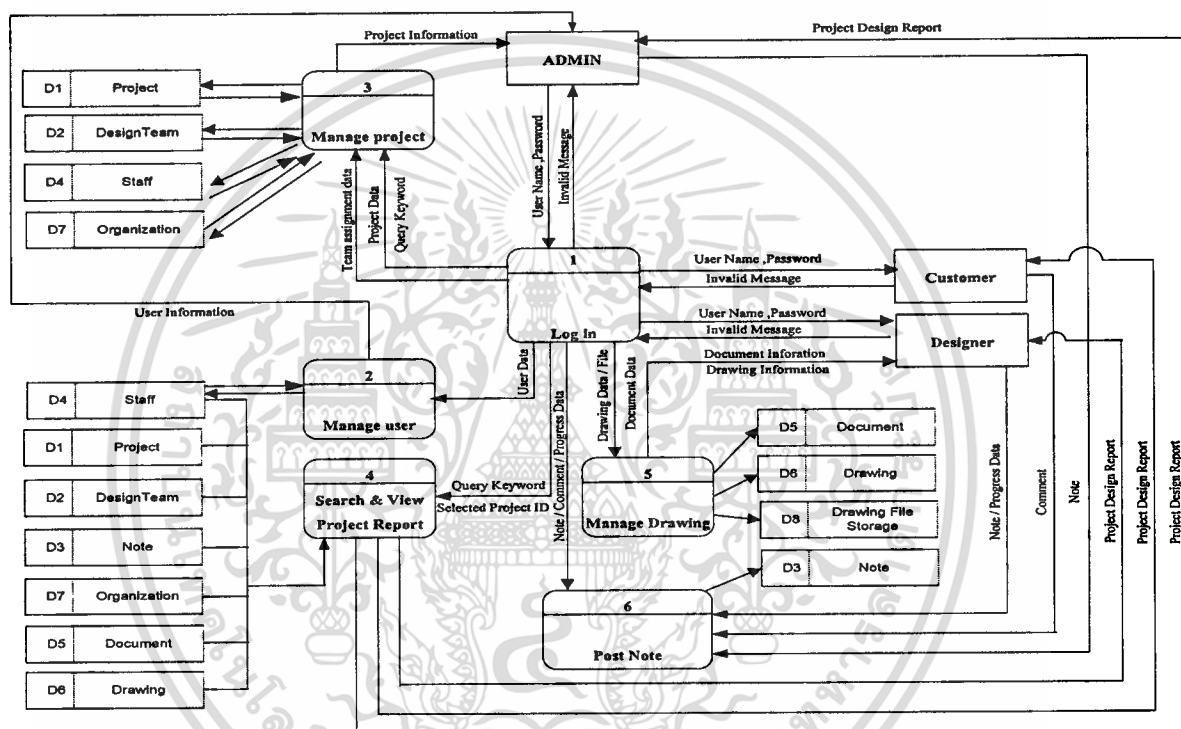 Project Information
Project Design Report
ADMIN
3
Manage project
D1 Project
D2 DesignTeam
D4 Staff
D7 Organization
Team assignment data
Project Data
Query Keyword
User Name ,Password
Invalid Message
1
Log in
User Name ,Password
Invalid Message
Customer
User Name ,Password
Invalid Message
Designer
User Information
Document Inforation
Drawing Information
2
Manage user
User Data
Note / Comment / Progress Data
Drawing Data / File
Document Data
D4 Staff
D1 Project
D2 DesignTeam
D3 Note
D7 Organization
D5 Document
D6 Drawing
4
Search & View
Project Report
Query Keyword
Selected Project ID
5
Manage Drawing
D5 Document
D6 Drawing
D8 Drawing File
Storage
D3 Note
6
Post Note
Note / Progress Data
Comment
Note
Project Design Report
Project Design Report
Project Design Report